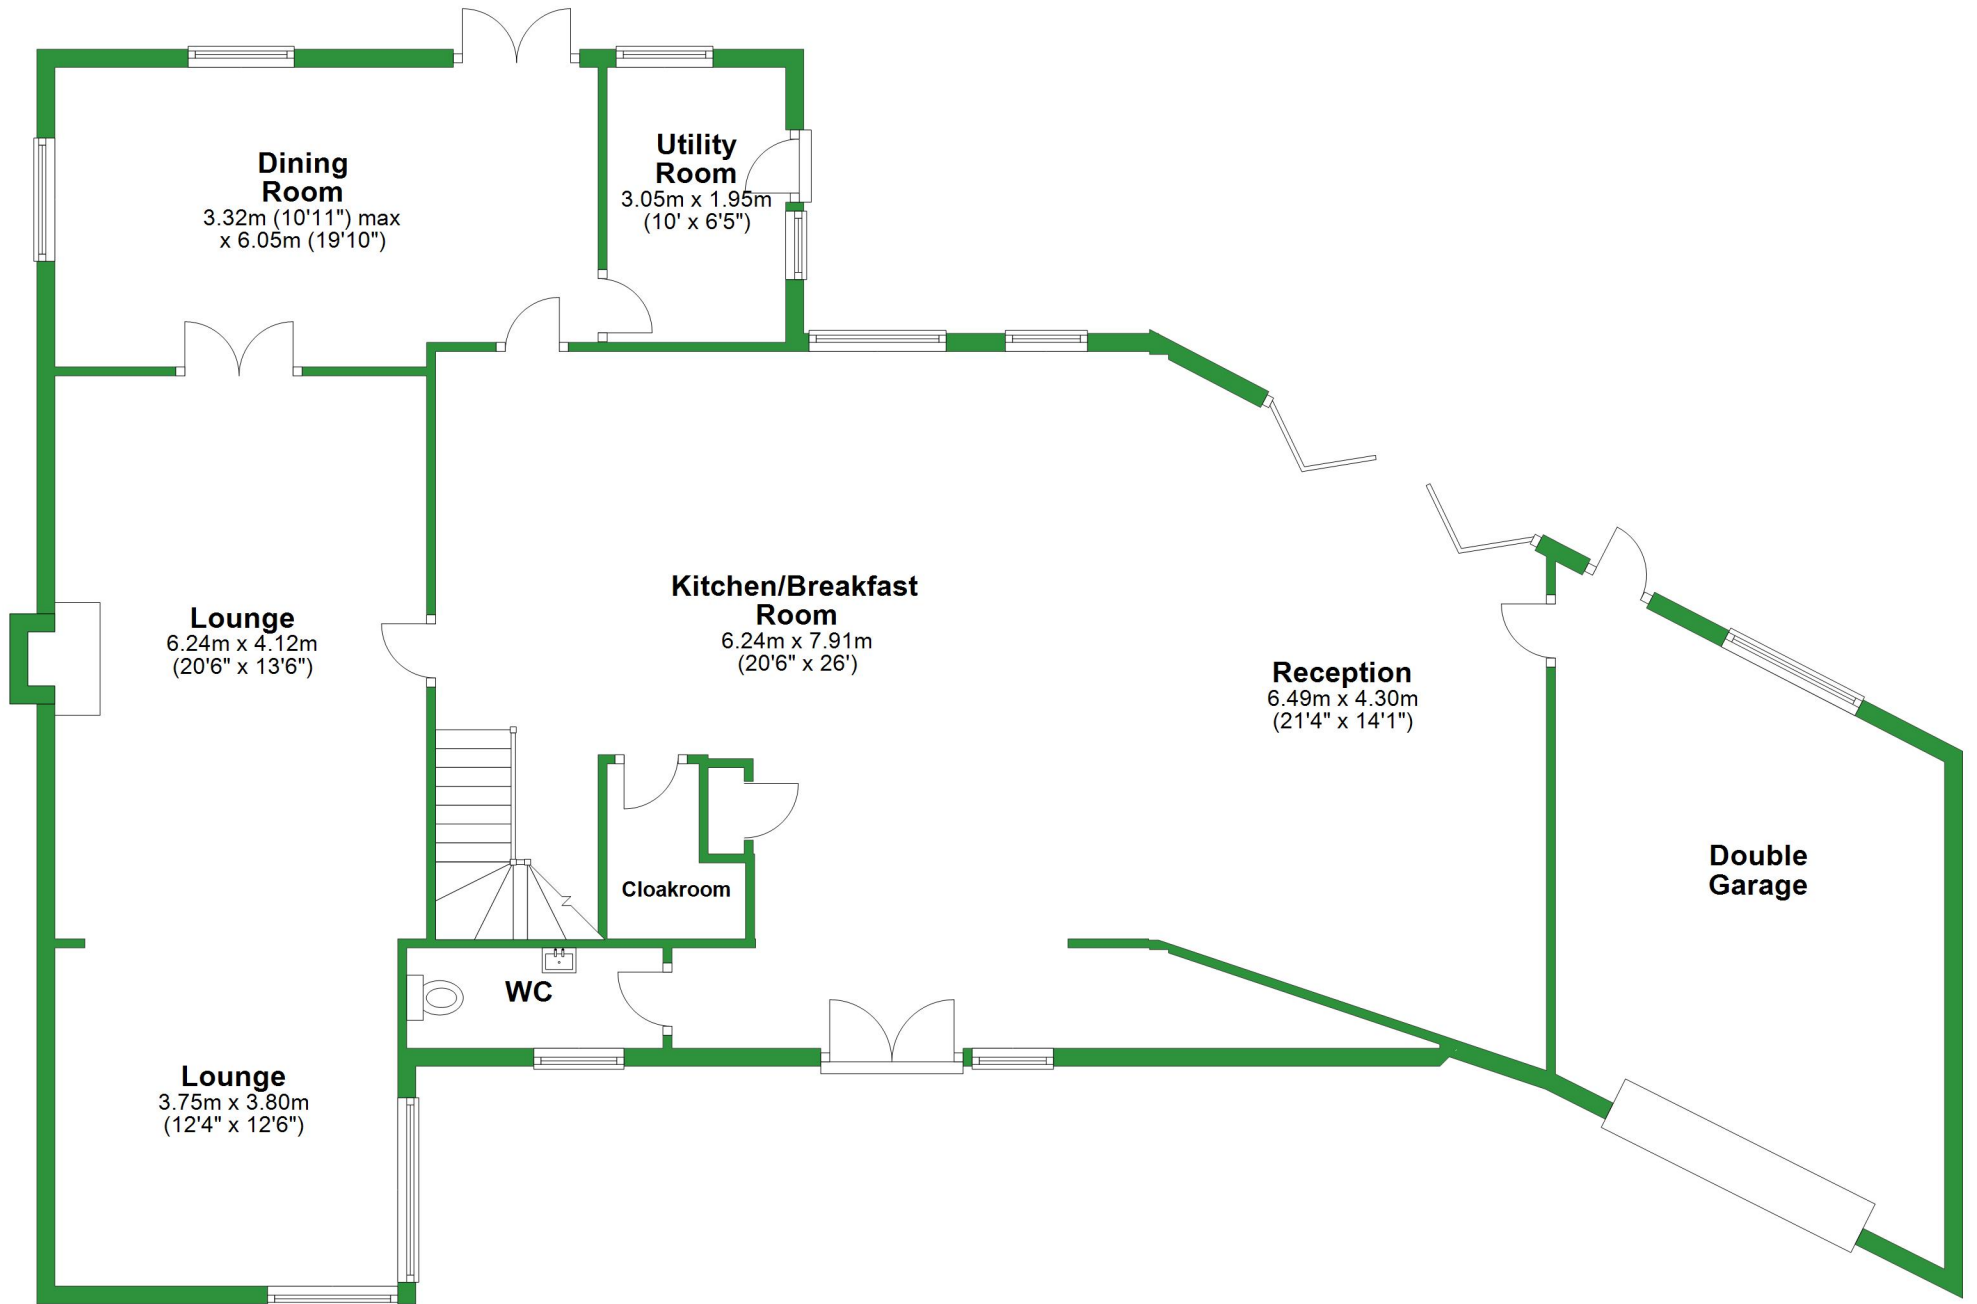 Dining
Room
3.32m (10'11") max
x 6.05m (19'10")
Utility
Room
3.05m x 1.95m
(10' x 6'5")
Lounge
6.24m x 4.12m
(20'6" x 13'6")
Kitchen/Breakfast
Room
6.24m x 7.91m
(20'6" x 26')
Reception
6.49m x 4.30m
(21'4" x 14'1")
Double
Garage
Cloakroom
WC
Lounge
3.75m x 3.80m
(12'4" x 12'6")